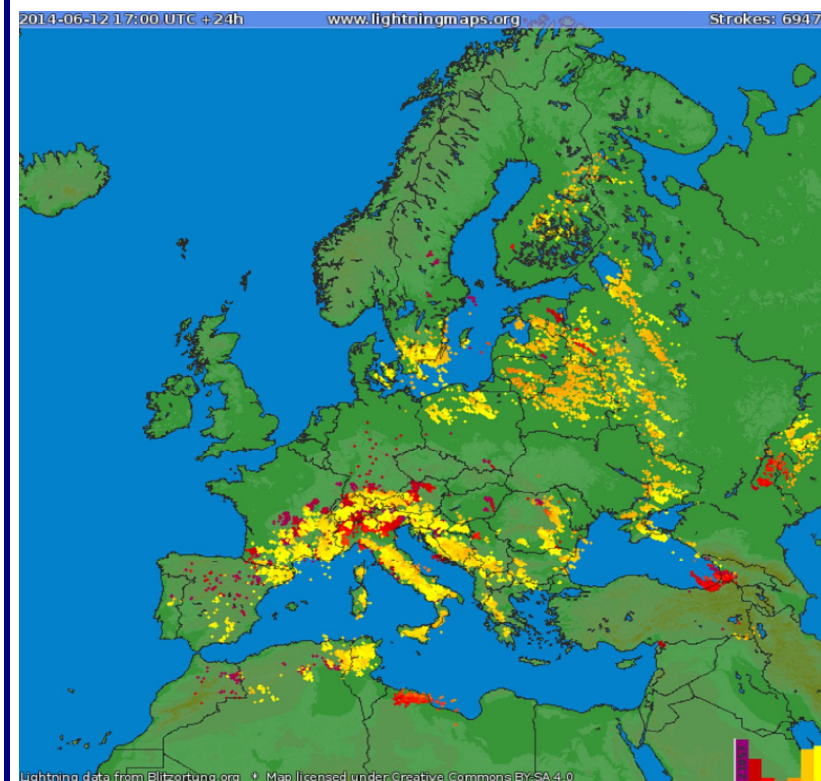 2014-06-12 17:00 UTC +24h www.lightningmaps.org Strokes: 6947
Lightning data from Blitzortung.org * Map licensed under Creative Commons BY-SA 4.0